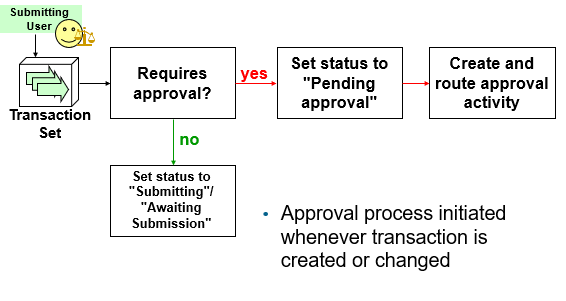 Submitting
User
Transaction
Set
Requires
approval?
yes
Set status to
"Pending
approval"
Create and
route approval
activity
no
Set status to
"Submitting"/
"Awaiting
Submission"
• Approval process initiated
whenever transaction is
created or changed